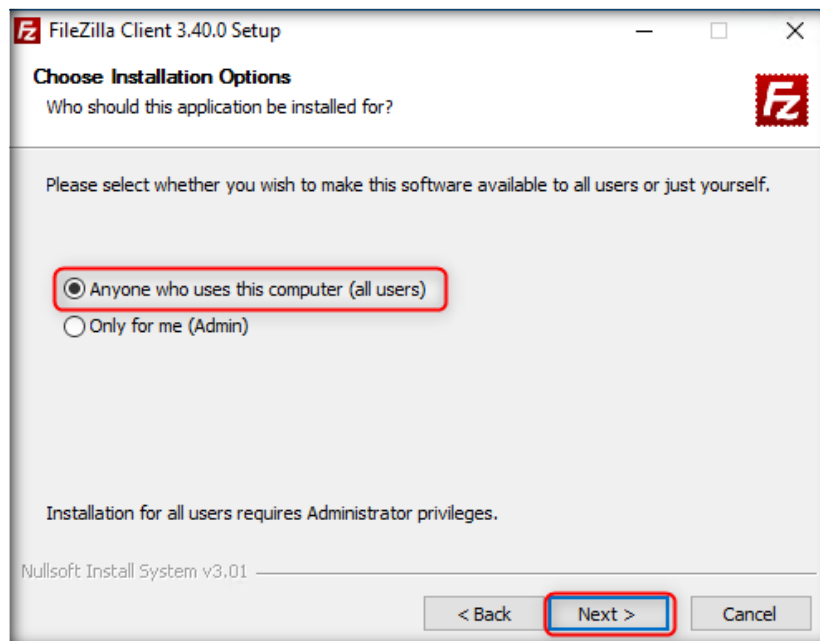 FileZilla Client 3.40.0 Setup
Choose Installation Options
Who should this application be installed for?
Fz
Please select whether you wish to make this software available to all users or just yourself.
Anyone who uses this computer (all users)
Only for me (Admin)
Installation for all users requires Administrator privileges.
Nullsoft Install System v3.01
< Back Next > Cancel